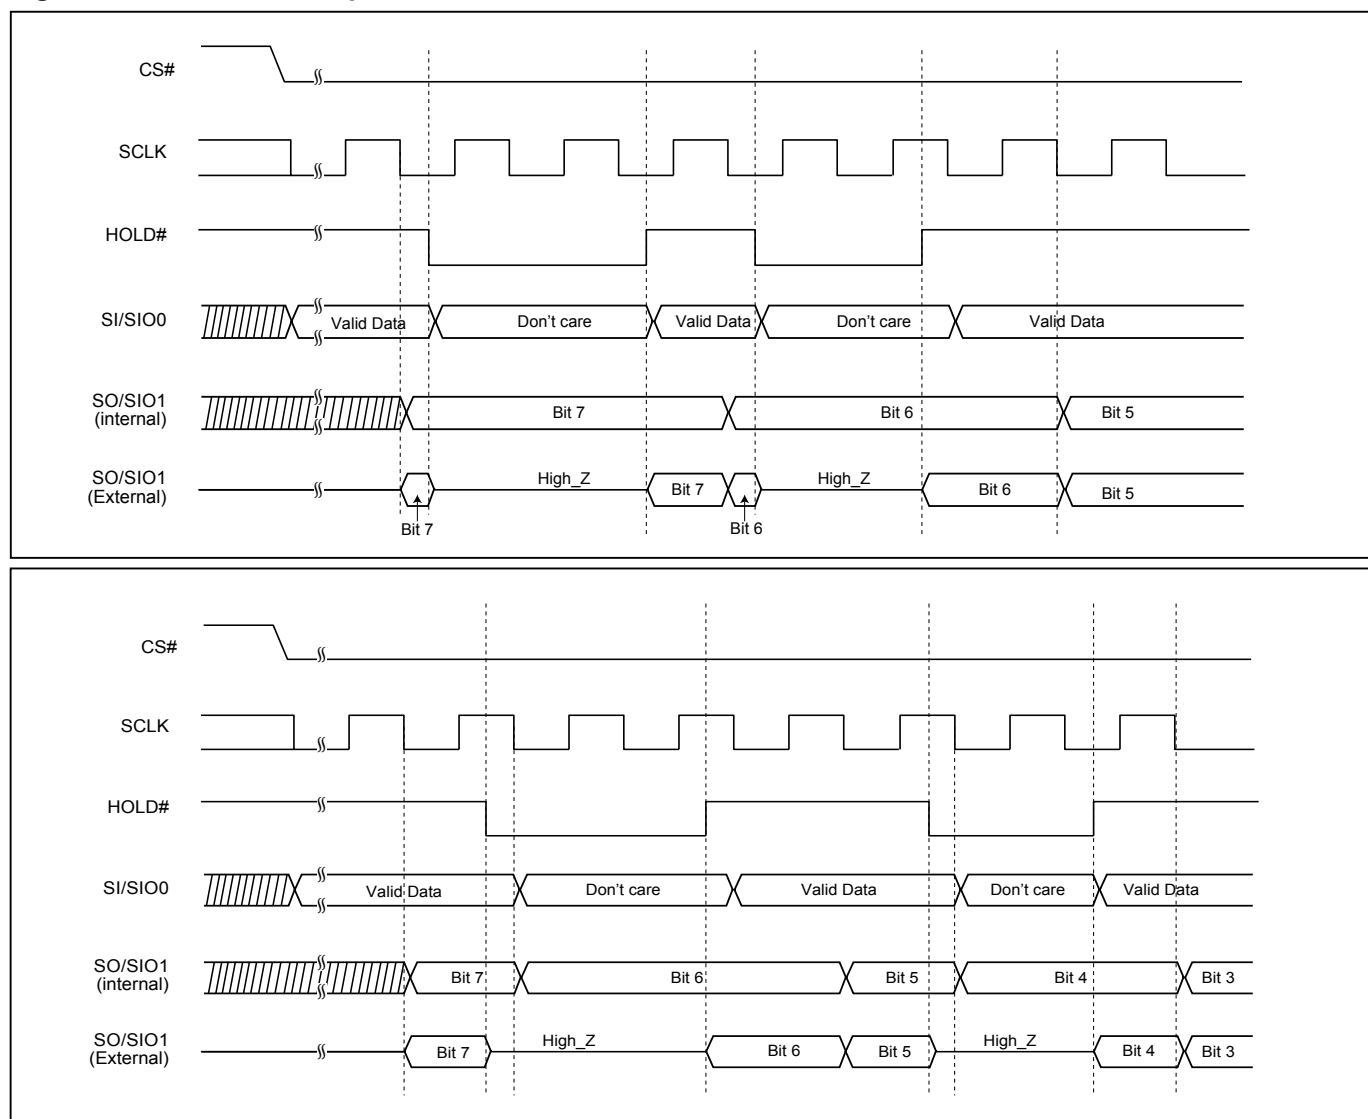 CS#
SCLK
HOLD#
SI/SIO0
Valid Data
Don't care
Valid Data
Don't care
Valid Data
SO/SIO1
(internal)
Bit 7
Bit 6
Bit 5
SO/SIO1
(External)
High_Z
Bit 7
High_Z
Bit 6
Bit 5
Bit 7
Bit 6
CS#
SCLK
HOLD#
SI/SIO0
Valid Data
Don't care
Valid Data
Don't care
Valid Data
SO/SIO1
(internal)
Bit 7
Bit 6
Bit 5
Bit 4
Bit 3
SO/SIO1
(External)
Bit 7
High_Z
Bit 6
Bit 5
High_Z
Bit 4
Bit 3